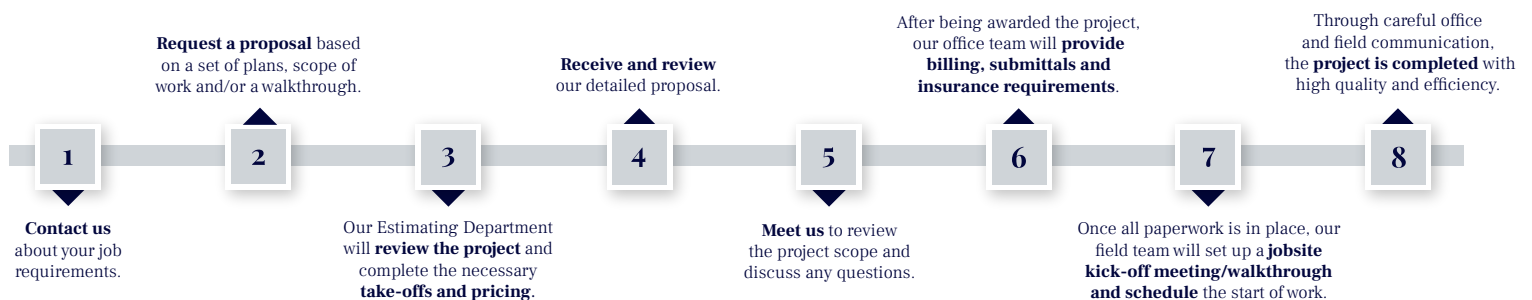 1
Contact us
about your job
requirements.
2
Request a proposal based
on a set of plans, scope of
work and/or a walkthrough.
3
Our Estimating Department
will review the project and
complete the necessary
take-offs and pricing.
4
Receive and review
our detailed proposal.
5
Meet us to review
the project scope and
discuss any questions.
6
After being awarded the project,
our office team will provide
billing, submittals and
insurance requirements.
7
Once all paperwork is in place, our
field team will set up a jobsite
kick-off meeting/walkthrough
and schedule the start of work.
8
Through careful office
and field communication,
the project is completed with
high quality and efficiency.